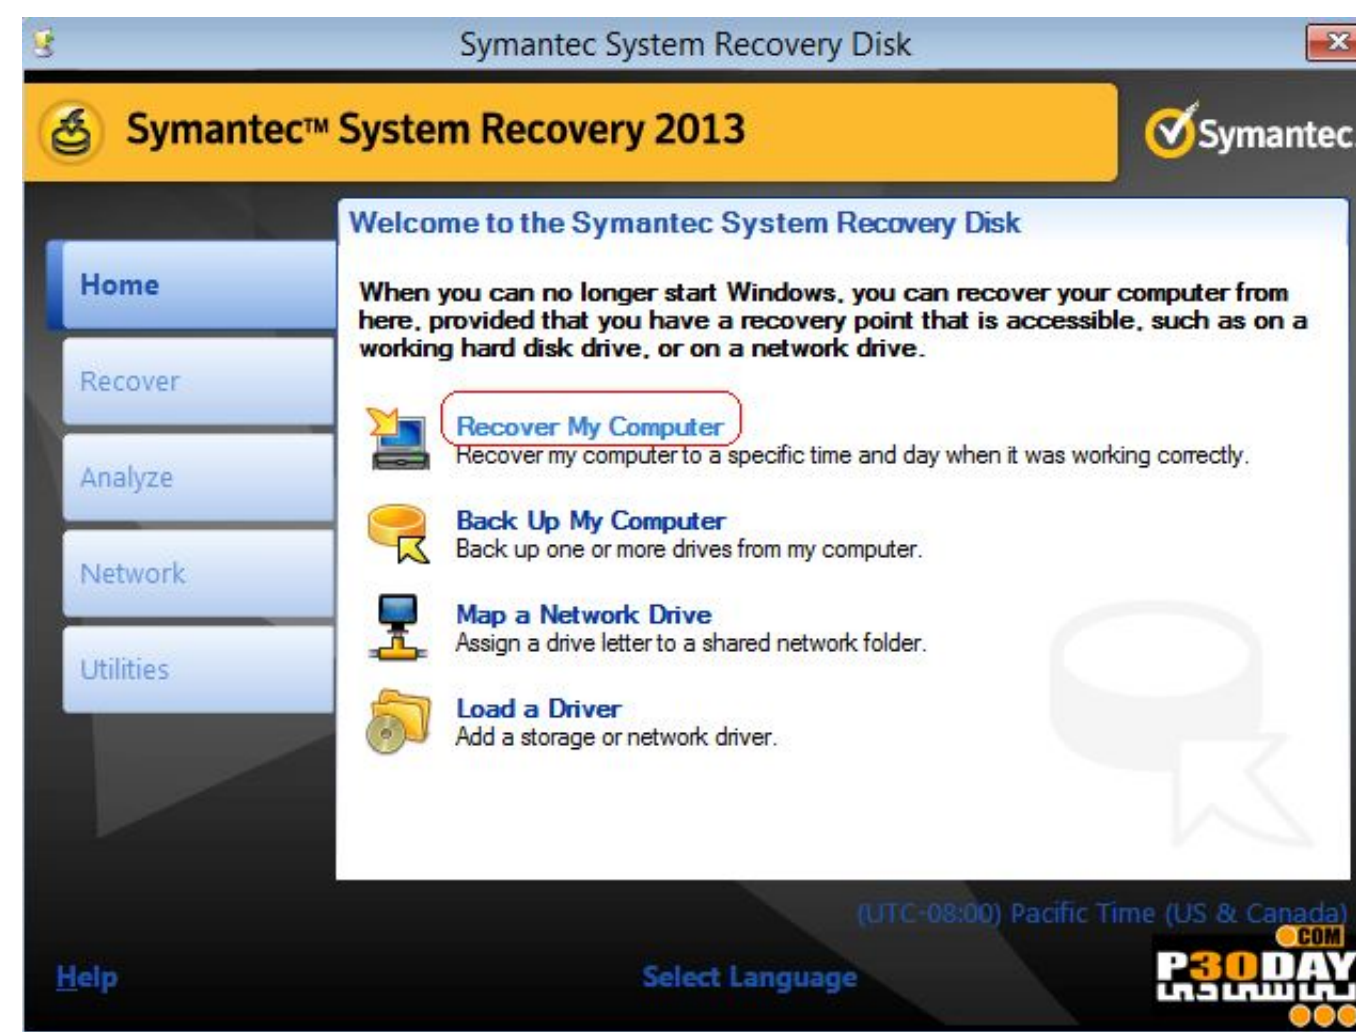 Symantec System Recovery Disk
Symantec™ System Recovery 2013
Symantec.
Welcome to the Symantec System Recovery Disk
Home
Recover
Analyze
Network
Utilities
When you can no longer start Windows, you can recover your computer from
here, provided that you have a recovery point that is accessible, such as on a
working hard disk drive, or on a network drive.
Recover My Computer
Recover my computer to a specific time and day when it was working correctly.
Back Up My Computer
Back up one or more drives from my computer.
Map a Network Drive
Assign a drive letter to a shared network folder.
Load a Driver
Add a storage or network driver.
(UTC-08:00) Pacific Time (US & Canada)
Help
Select Language
COM
P30DAY